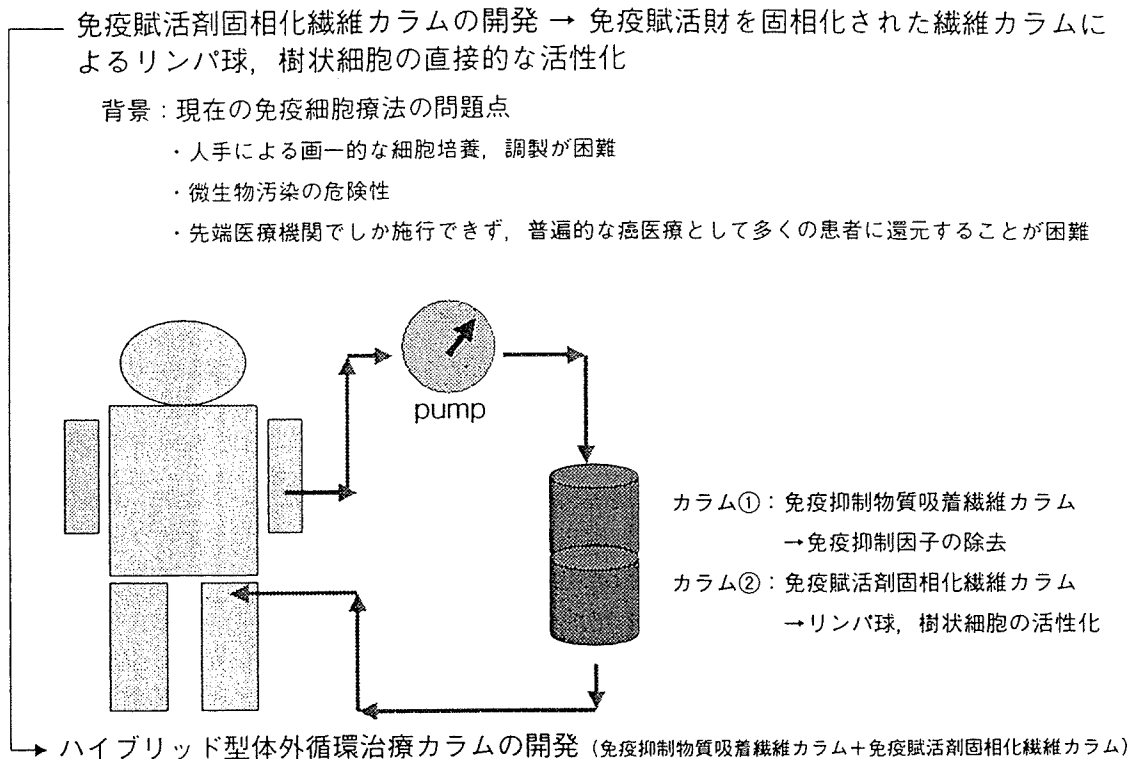 免疫賦活剤固相化繊維カラムの開発 → 免疫賦活財を固相化された繊維カラムに
よるリンパ球，樹状細胞の直接的な活性化
背景：現在の免疫細胞療法の問題点
・人手による画一的な細胞培養，調製が困難
・微生物汚染の危険性
・先端医療機関でしか施行できず，普遍的な癌医療として多くの患者に還元することが困難
pump
カラム①：免疫抑制物質吸着繊維カラム
→免疫抑制因子の除去
カラム②：免疫賦活剤固相化繊維カラム
→リンパ球，樹状細胞の活性化
ハイブリッド型体外循環治療カラムの開発（免疫抑制物質吸着繊維カラム＋免疫賦活剤固相化繊維カラム）